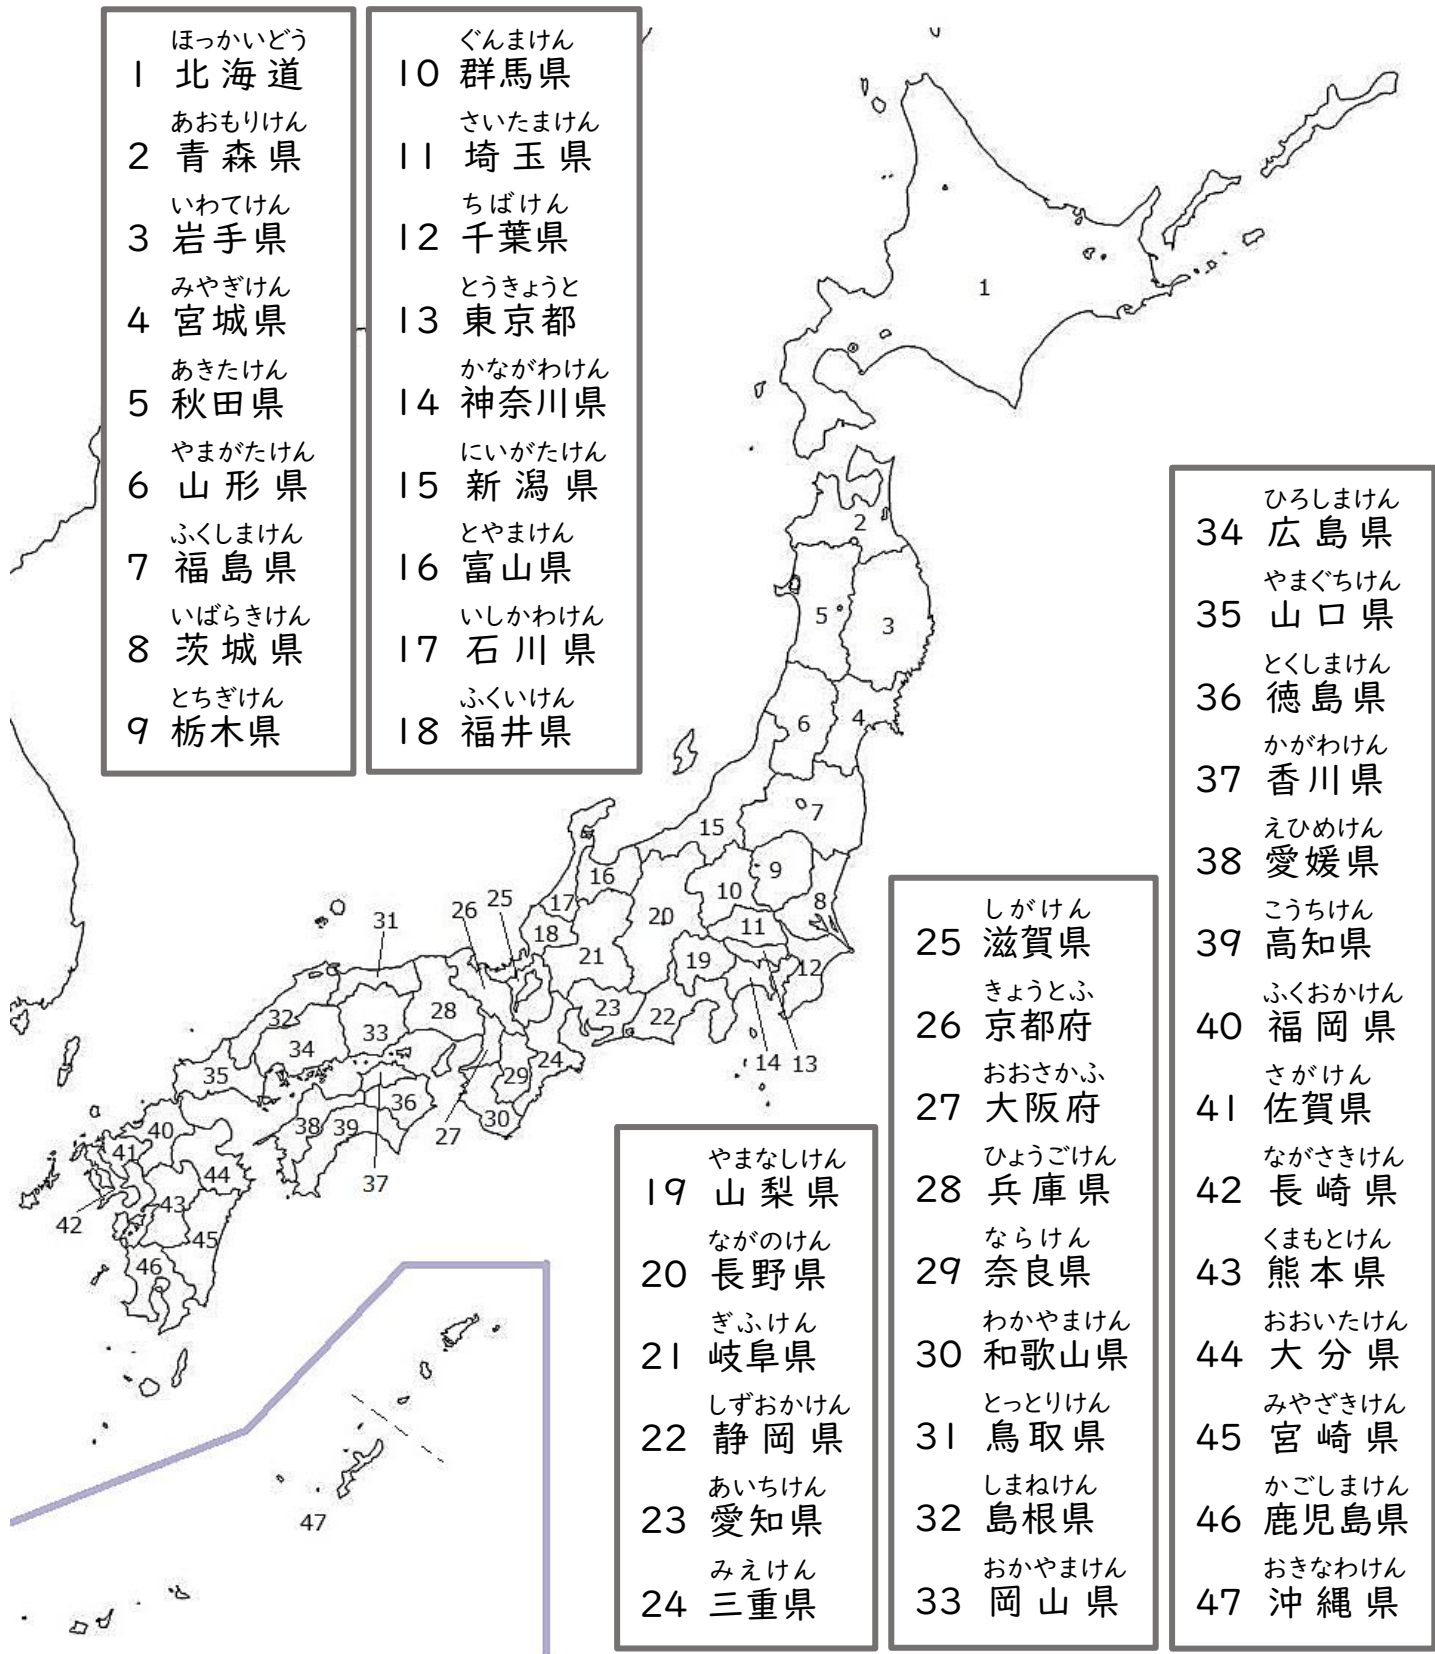 ほっかいどう
1 北海道
あおもりけん
2 青森県
いわてけん
3 岩手県
みやぎけん
4 宮城県
あきたけん
5 秋田県
やまがたけん
6 山形県
ふくしまけん
7 福島県
いばらきけん
8 茨城県
とちぎけん
9 栃木県
ぐんまけん
10 群馬県
さいたまけん
11 埼玉県
ちばけん
12 千葉県
とうきょうと
13 東京都
かながわけん
14 神奈川県
にいがたけん
15 新潟県
とやまけん
16 富山県
いしかわけん
17 石川県
ふくいけん
18 福井県
やまなしけん
19 山梨県
ながのけん
20 長野県
ぎふけん
21 岐阜県
しずおかけん
22 静岡県
あいちけん
23 愛知県
みえけん
24 三重県
しがけん
25 滋賀県
きょうとふ
26 京都府
おおさかふ
27 大阪府
ひょうごけん
28 兵庫県
ならけん
29 奈良県
わかやまけん
30 和歌山県
とっとりけん
31 鳥取県
しまねけん
32 島根県
おかやまけん
33 岡山県
ひろしまけん
34 広島県
やまぐちけん
35 山口県
とくしまけん
36 徳島県
かがわけん
37 香川県
えひめけん
38 愛媛県
こうちけん
39 高知県
ふくおかけん
40 福岡県
さがけん
41 佐賀県
ながさきけん
42 長崎県
くまもとけん
43 熊本県
おおいたけん
44 大分県
みやざきけん
45 宮崎県
かごしまけん
46 鹿児島県
おきなわけん
47 沖縄県
1
2
5
3
6
4
7
15
9
16
10
8
25
17
26
20
11
31
18
21
19
12
28
23
22
32
33
34
24
14
13
35
29
36
30
38
39
40
27
41
44
37
43
42
45
46
47